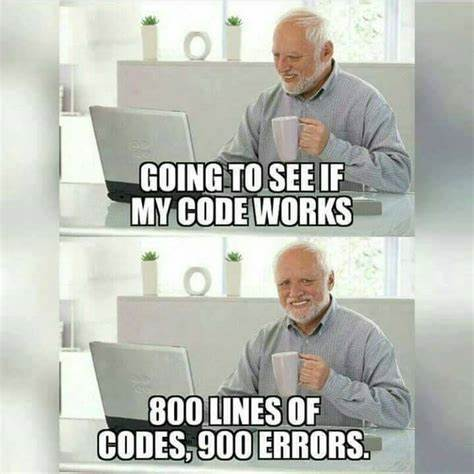 GOING TO SEE IF
MY CODE WORKS
800 LINES OF
CODES, 900 ERRORS.